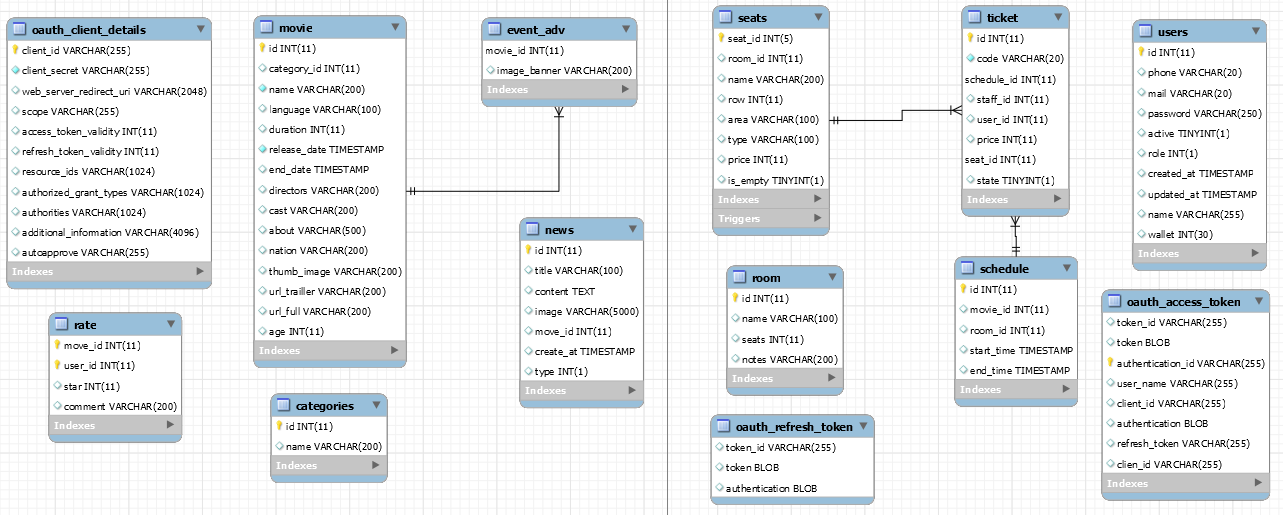 oauth_client_details
client_id VARCHAR(255)
client_secret VARCHAR(255)
web_server_redirect_uri VARCHAR(2048)
scope VARCHAR(255)
access_token_validity INT(11)
refresh_token_validity INT(11)
resource_ids VARCHAR(1024)
authorized_grant_types VARCHAR(1024)
authorities VARCHAR(1024)
additional_information VARCHAR(4096)
autoapprove VARCHAR(255)
Indexes
rate
move_id INT(11)
user_id INT(11)
star INT(11)
comment VARCHAR(200)
Indexes
movie
id INT(11)
category_id INT(11)
name VARCHAR(200)
language VARCHAR(100)
duration INT(11)
release_date TIMESTAMP
end_date TIMESTAMP
directors VARCHAR(200)
cast VARCHAR(200)
about VARCHAR(500)
nation VARCHAR(200)
thumb_image VARCHAR(200)
url_trailler VARCHAR(200)
url_full VARCHAR(200)
age INT(11)
Indexes
categories
id INT(11)
name VARCHAR(200)
Indexes
event_adv
movie_id INT(11)
image_banner VARCHAR(200)
Indexes
news
id INT(11)
title VARCHAR(100)
content TEXT
image VARCHAR(5000)
move_id INT(11)
create_at TIMESTAMP
type INT(1)
Indexes
seats
seat_id INT(5)
room_id INT(11)
name VARCHAR(200)
row INT(11)
area VARCHAR(100)
type VARCHAR(100)
price INT(11)
is_empty TINYINT(1)
Indexes
Triggers
room
id INT(11)
name VARCHAR(100)
seats INT(11)
notes VARCHAR(200)
Indexes
oauth_refresh_token
token_id VARCHAR(255)
token BLOB
authentication BLOB
ticket
id INT(11)
code VARCHAR(20)
schedule_id INT(11)
staff_id INT(11)
user_id INT(11)
price INT(11)
seat_id INT(11)
state TINYINT(1)
Indexes
schedule
id INT(11)
movie_id INT(11)
room_id INT(11)
start_time TIMESTAMP
end_time TIMESTAMP
Indexes
users
id INT(11)
phone VARCHAR(20)
mail VARCHAR(20)
password VARCHAR(250)
active TINYINT(1)
role INT(1)
created_at TIMESTAMP
updated_at TIMESTAMP
name VARCHAR(255)
wallet INT(30)
Indexes
oauth_access_token
token_id VARCHAR(255)
token BLOB
authentication_id VARCHAR(255)
user_name VARCHAR(255)
client_id VARCHAR(255)
authentication BLOB
refresh_token VARCHAR(255)
clien_id VARCHAR(255)
Indexes